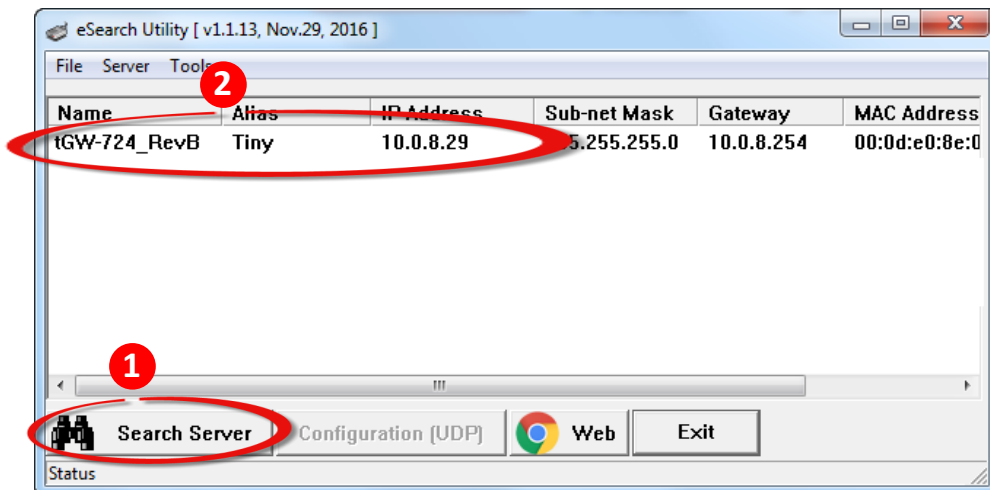 eSearch Utility [ v1.1.13, Nov.29, 2016 ]
File Server Tools
2
Name Alias IP Address Sub-net Mask Gateway MAC Address
tGW-724_RevB Tiny 10.0.8.29 5.255.255.0 10.0.8.254 00:0d:e0:8e:0
1
Search Server Configuration (UDP) Web Exit
Status